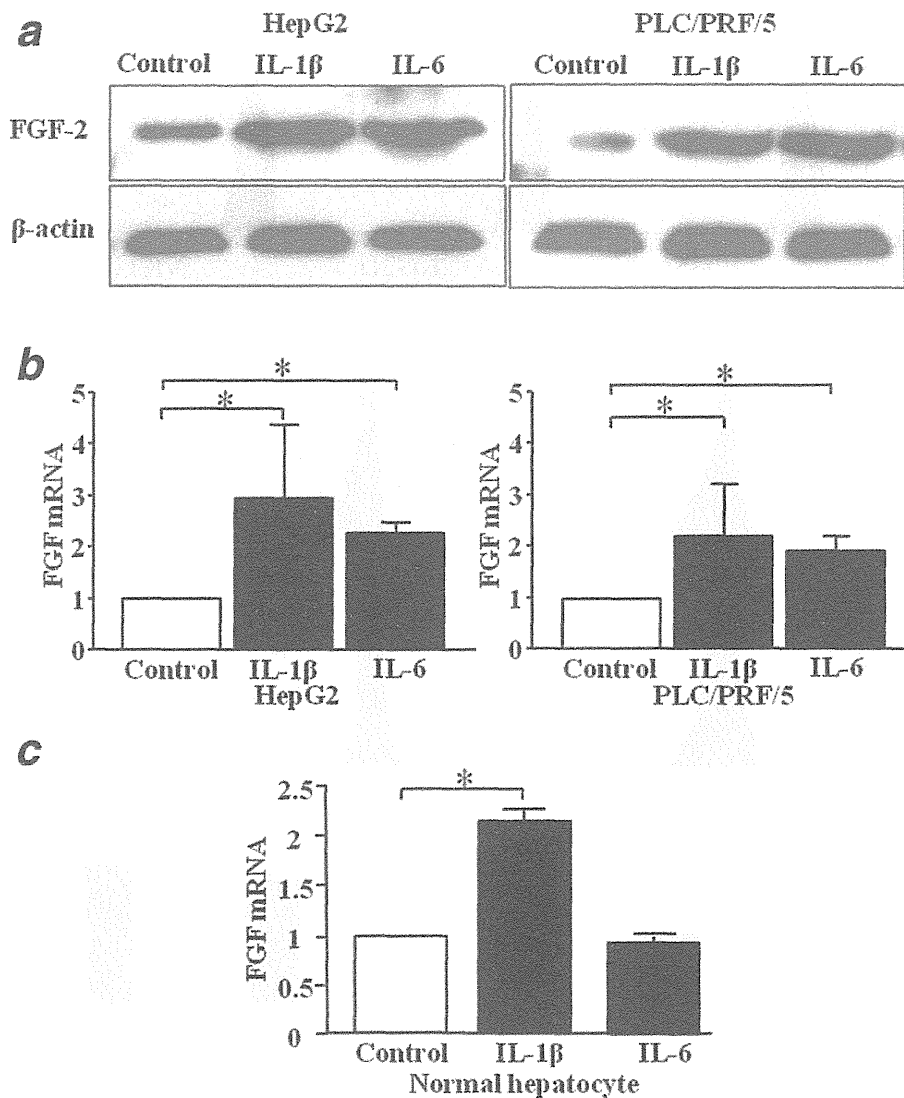 a
HepG2 PLC/PRF/5
Control IL-1β IL-6 Control IL-1β IL-6
FGF-2
β-actin
b
* *
* *
5 5
4 4
3 3
2 2
1 1
0 0
FGF mRNA FGF mRNA
Control IL-1β IL-6 Control IL-1β IL-6
HepG2 PLC/PRF/5
c
*
2.5
2
1.5
1
0.5
0
FGF mRNA
Control IL-1β IL-6
Normal hepatocyte